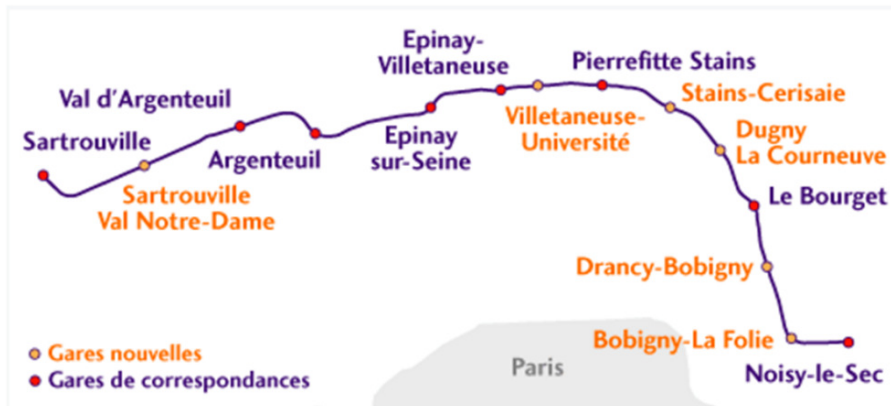 Epinay-
Villetaneuse
Pierrefitte Stains
Val d'Argenteuil
Stains-Cerisaie
Villetaneuse-
Université
Sartrouville
Argenteuil
Epinay
sur-Seine
Dugny
La Courneuve
Sartrouville
Val Notre-Dame
Le Bourget
Drancy-Bobigny
Bobigny-La Folie
Gares nouvelles
Paris
Noisy-le-Sec
Gares de correspondances